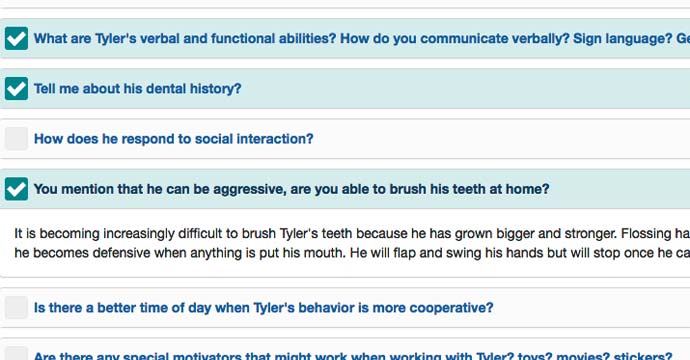 What are Tyler's verbal and functional abilities? How do you communicate verbally? Sign language?
Tell me about his dental history?
How does he respond to social interaction?
You mention that he can be aggressive, are you able to brush his teeth at home?
It is becoming increasingly difficult to brush Tyler's teeth because he has grown bigger and stronger. Flossing
he becomes defensive when anything is put his mouth. He will flap and swing his hands but will stop once he
Is there a better time of day when Tyler's behavior is more cooperative?
Are there any special motivators that might work when working with Tyler? toys? movies? stickers?